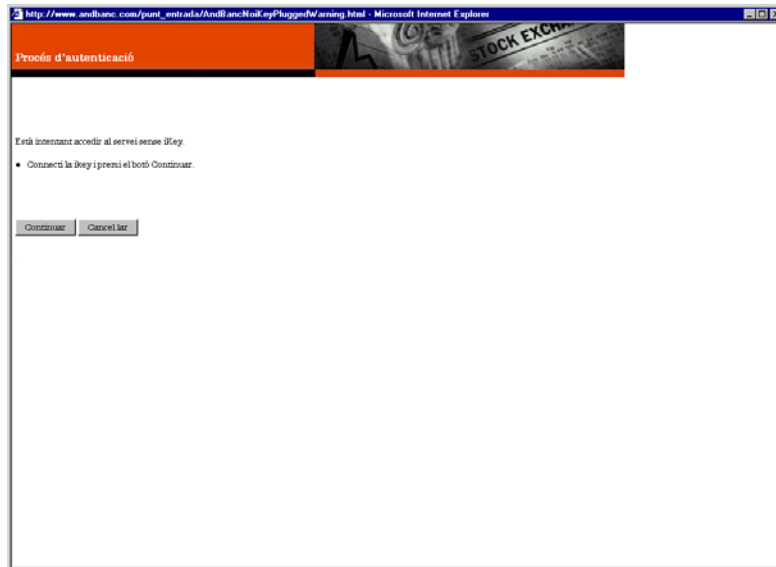 http://www.andbanc.com/punt_entrada/AndBancNoiKeyPluggedWarning.html - Microsoft Internet Explorer
STOCK EXCHA
Procés d'autenticació
Està intentant accedir al servei sense iKey.
• Connecti la ikey i premi el botó Continuar.
Continuar Cancel.lar